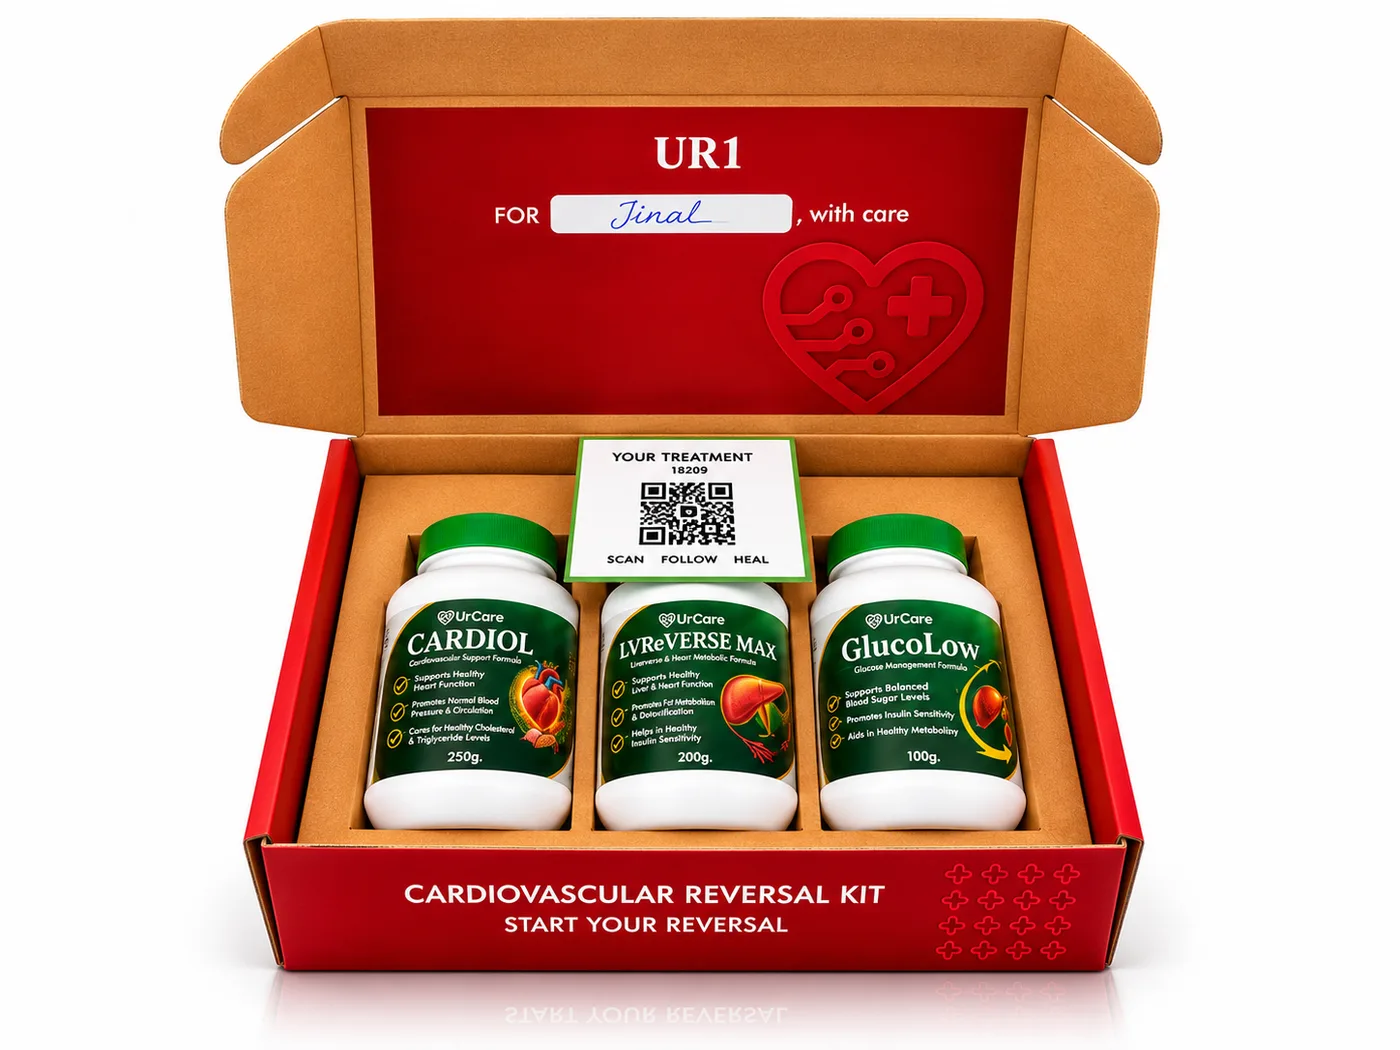 UR1
FOR Jinal, with care
YOUR TREATMENT
18209
SCAN FOLLOW HEAL
UrCare
CARDIOL
Cardiovascular Support Formula
Supports Healthy
Heart Function
Promotes Normal Blood
Pressure & Circulation
Cares for Healthy Cholesterol
& Triglyceride Levels
250g.
UrCare
LVReVERSE MAX
Liververse & Heart Metabolic Formula
Supports Healthy
Liver & Heart Function
Promotes Fat Metabolism
& Detoxification
Helps in Healthy
Insulin Sensitivity
200g.
UrCare
GlucoLow
Glucose Management Formula
Supports Balanced
Blood Sugar Levels
Promotes Insulin Sensitivity
Aids in Healthy Metabolizy
100g.
CARDIOVASCULAR REVERSAL KIT
START YOUR REVERSAL